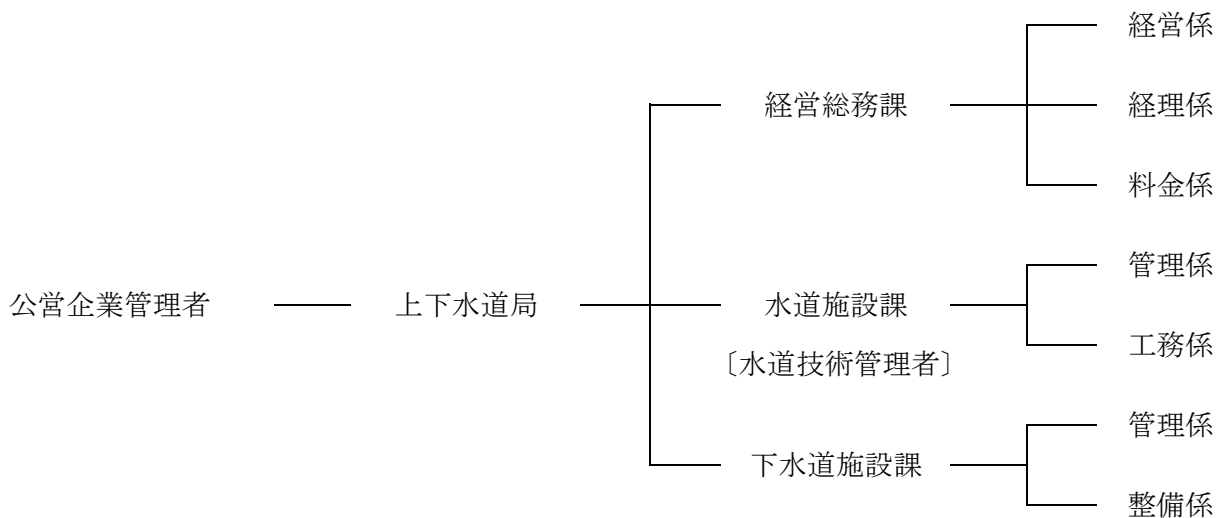 公営企業管理者
上下水道局
経営総務課
経営係
経理係
料金係
水道施設課
〔水道技術管理者〕
管理係
工務係
下水道施設課
管理係
整備係